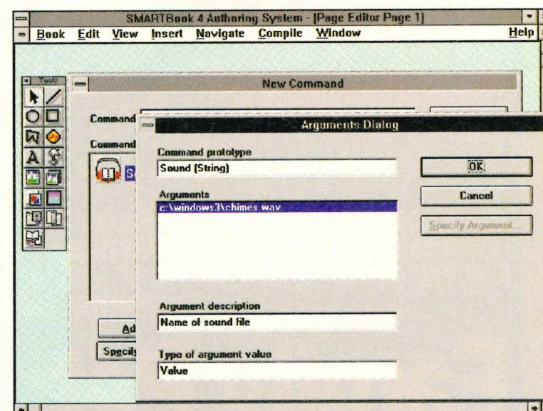 SMARTBook 4 Authoring System - [Page Editor Page 1]
Book Edit View Insert Navigate Compile Window Help
Tools
New Command
Command
Arguments Dialog
Command
Command prototype
Sound (String)
OK
Arguments
Cancel
c:\windows3\chimes.wav
Specify Argument...
Argument description
Name of sound file
Ad
Specify
Type of argument value
Value